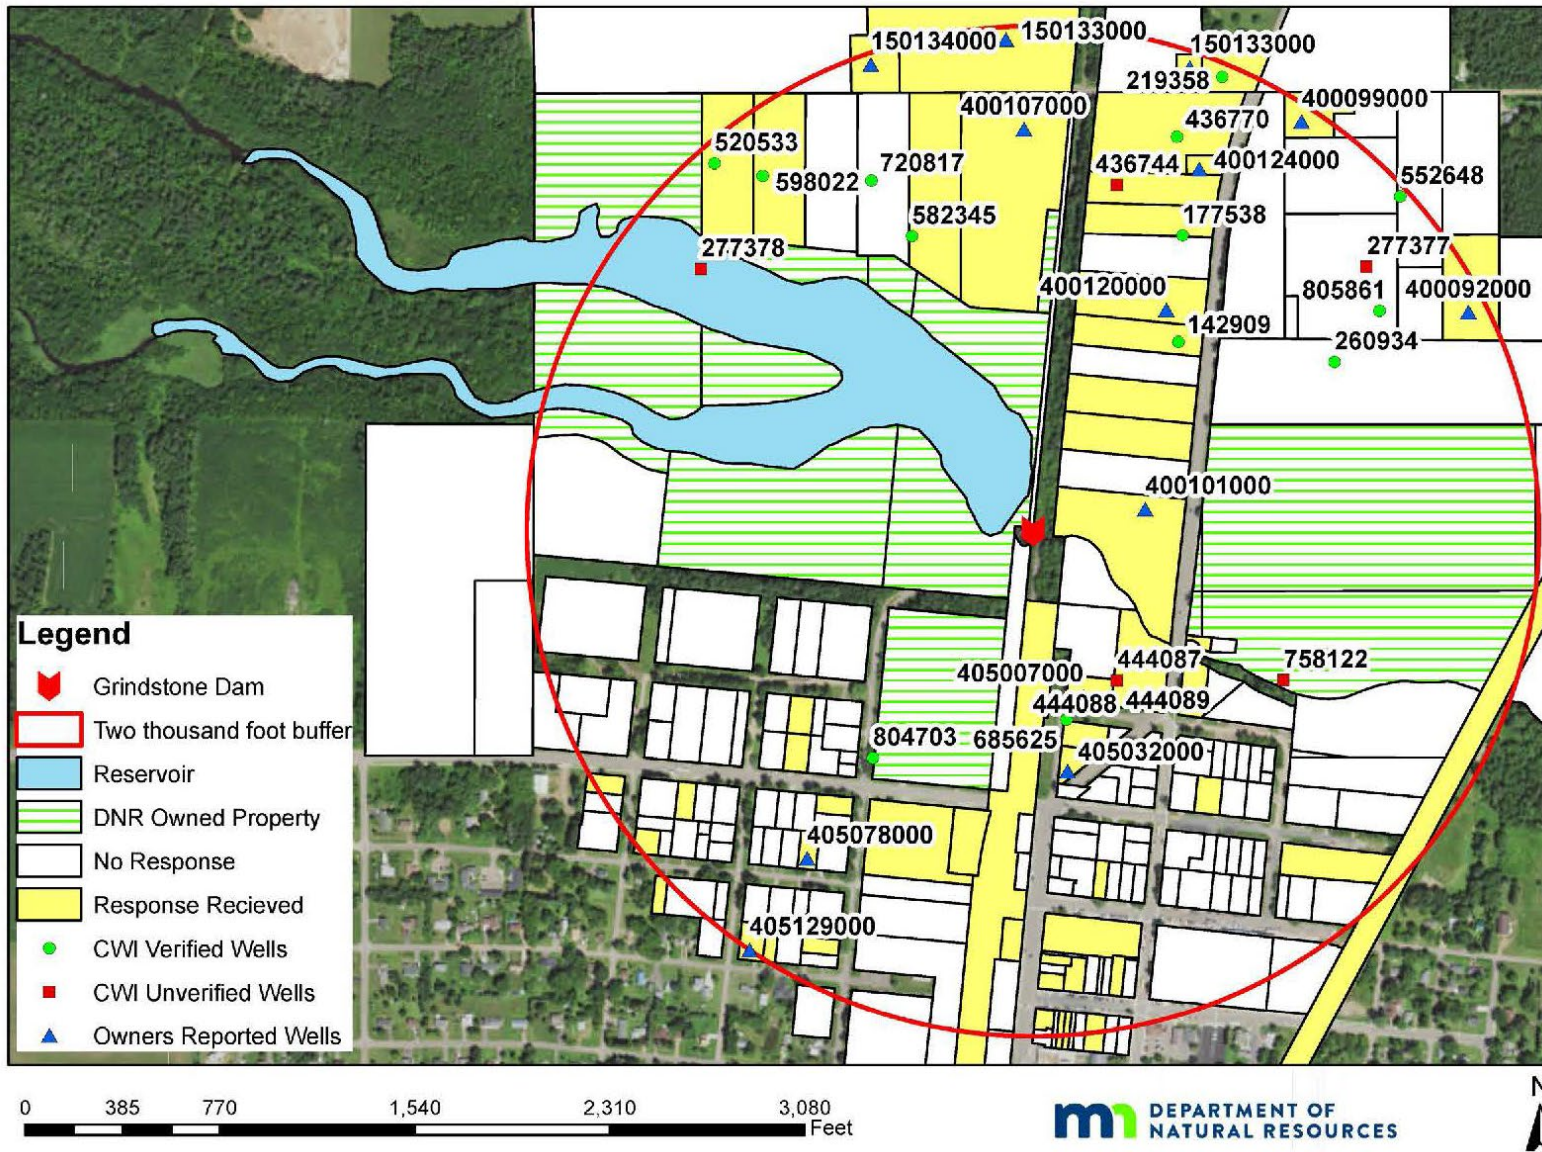 150134000
150133000
150133000
219358
400099000
400107000
436770
520533
598022
720817
436744
400124000
552648
582345
177538
277378
277377
400120000
805861
400092000
142909
260934
400101000
405007000
444087
758122
444088
444089
804703
685625
405032000
405078000
405129000
Legend
Grindstone Dam
Two thousand foot buffer
Reservoir
DNR Owned Property
No Response
Response Recieved
CWI Verified Wells
CWI Unverified Wells
Owners Reported Wells
0 385 770 1,540 2,310 3,080
Feet
mn DEPARTMENT OF
NATURAL RESOURCES
N